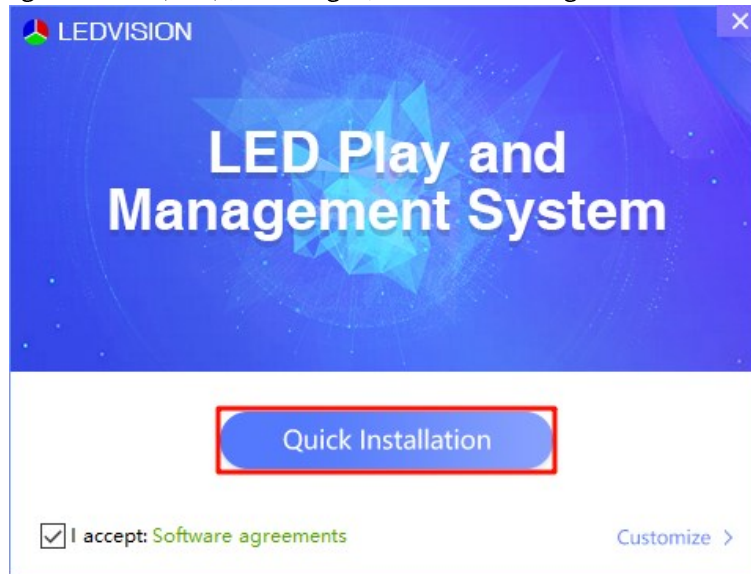 LEDVISION
LED Play and
Management System
Quick Installation
I accept: Software agreements
Customize >